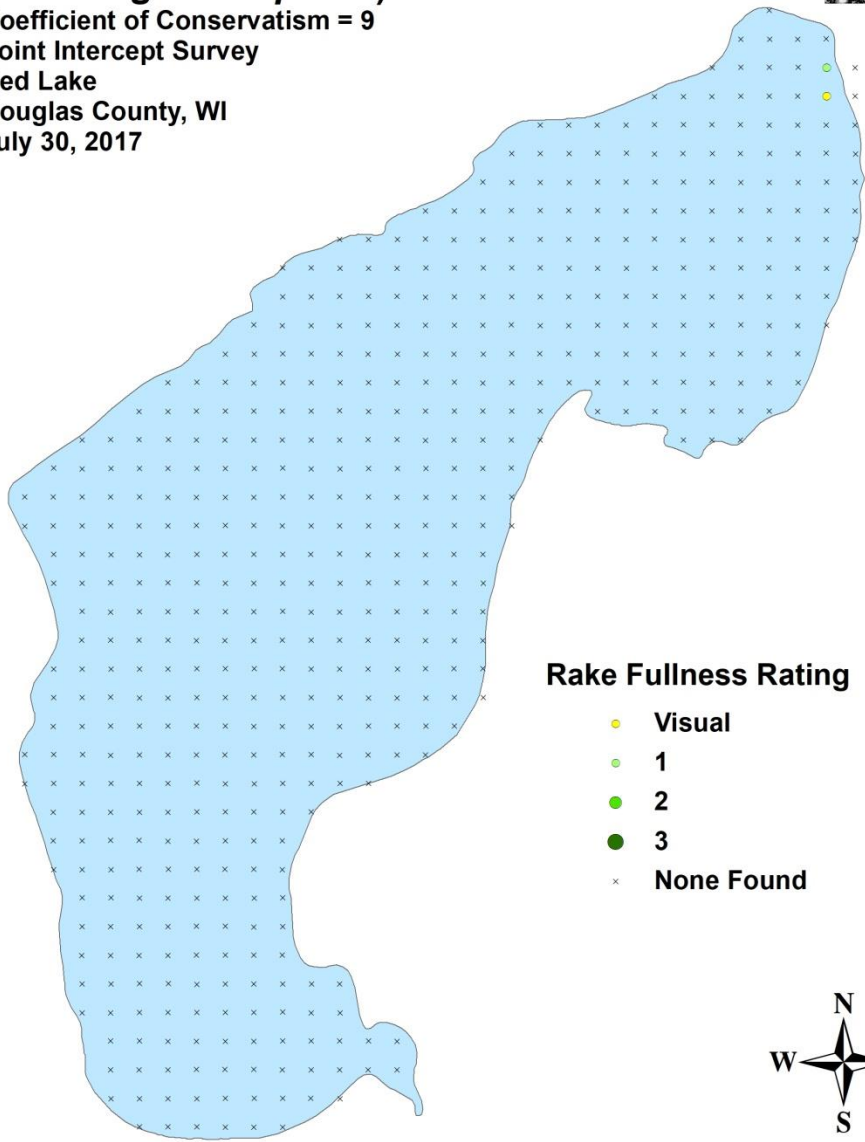 oefficient of Conservatism = 9
oint Intercept Survey
ed Lake
ouglas County, WI
uly 30, 2017
Rake Fullness Rating
Visual
1
2
3
None Found
N
W
S